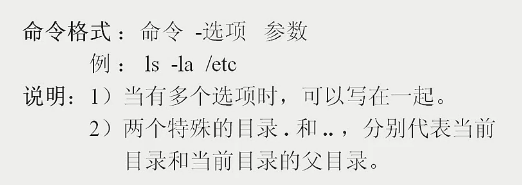 命令格式：命令 -选项 参数
例：ls -la /etc
说明：1）当有多个选项时，可以写在一起。
2）两个特殊的目录 . 和 .. ，分别代表当前
目录和当前目录的父目录。